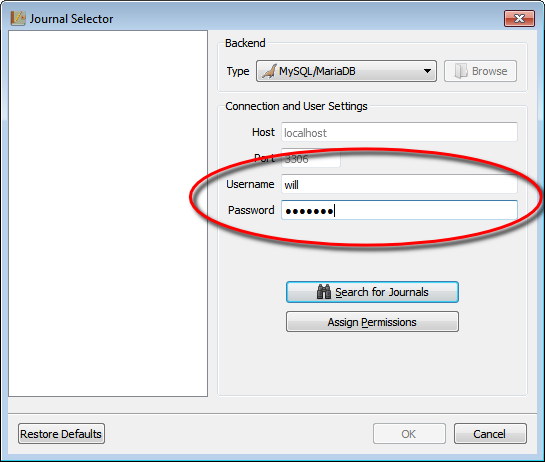 Journal Selector
Backend
Type MySQL/MariaDB Browse
Connection and User Settings
Host localhost
Port 3306
Username will
Password ●●●●●●●
Search for Journals
Assign Permissions
Restore Defaults OK Cancel